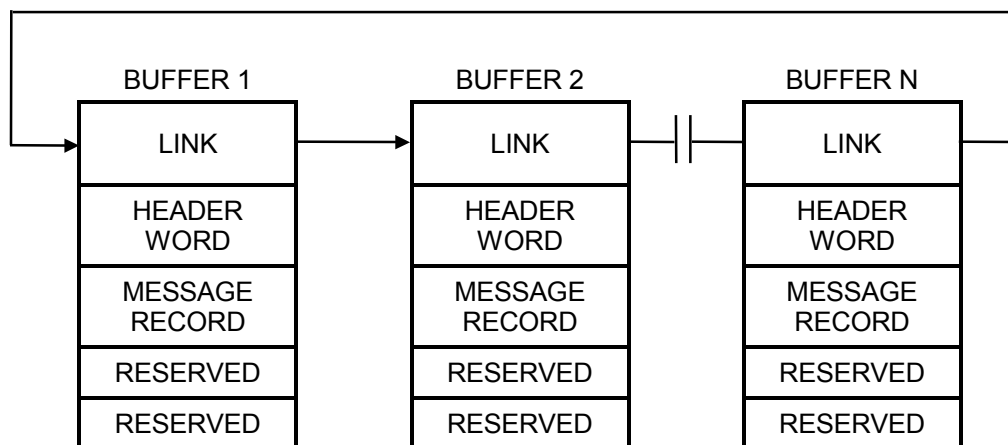 BUFFER 1
BUFFER 2
BUFFER N
LINK
LINK
LINK
HEADER
WORD
HEADER
WORD
HEADER
WORD
MESSAGE
RECORD
MESSAGE
RECORD
MESSAGE
RECORD
RESERVED
RESERVED
RESERVED
RESERVED
RESERVED
RESERVED